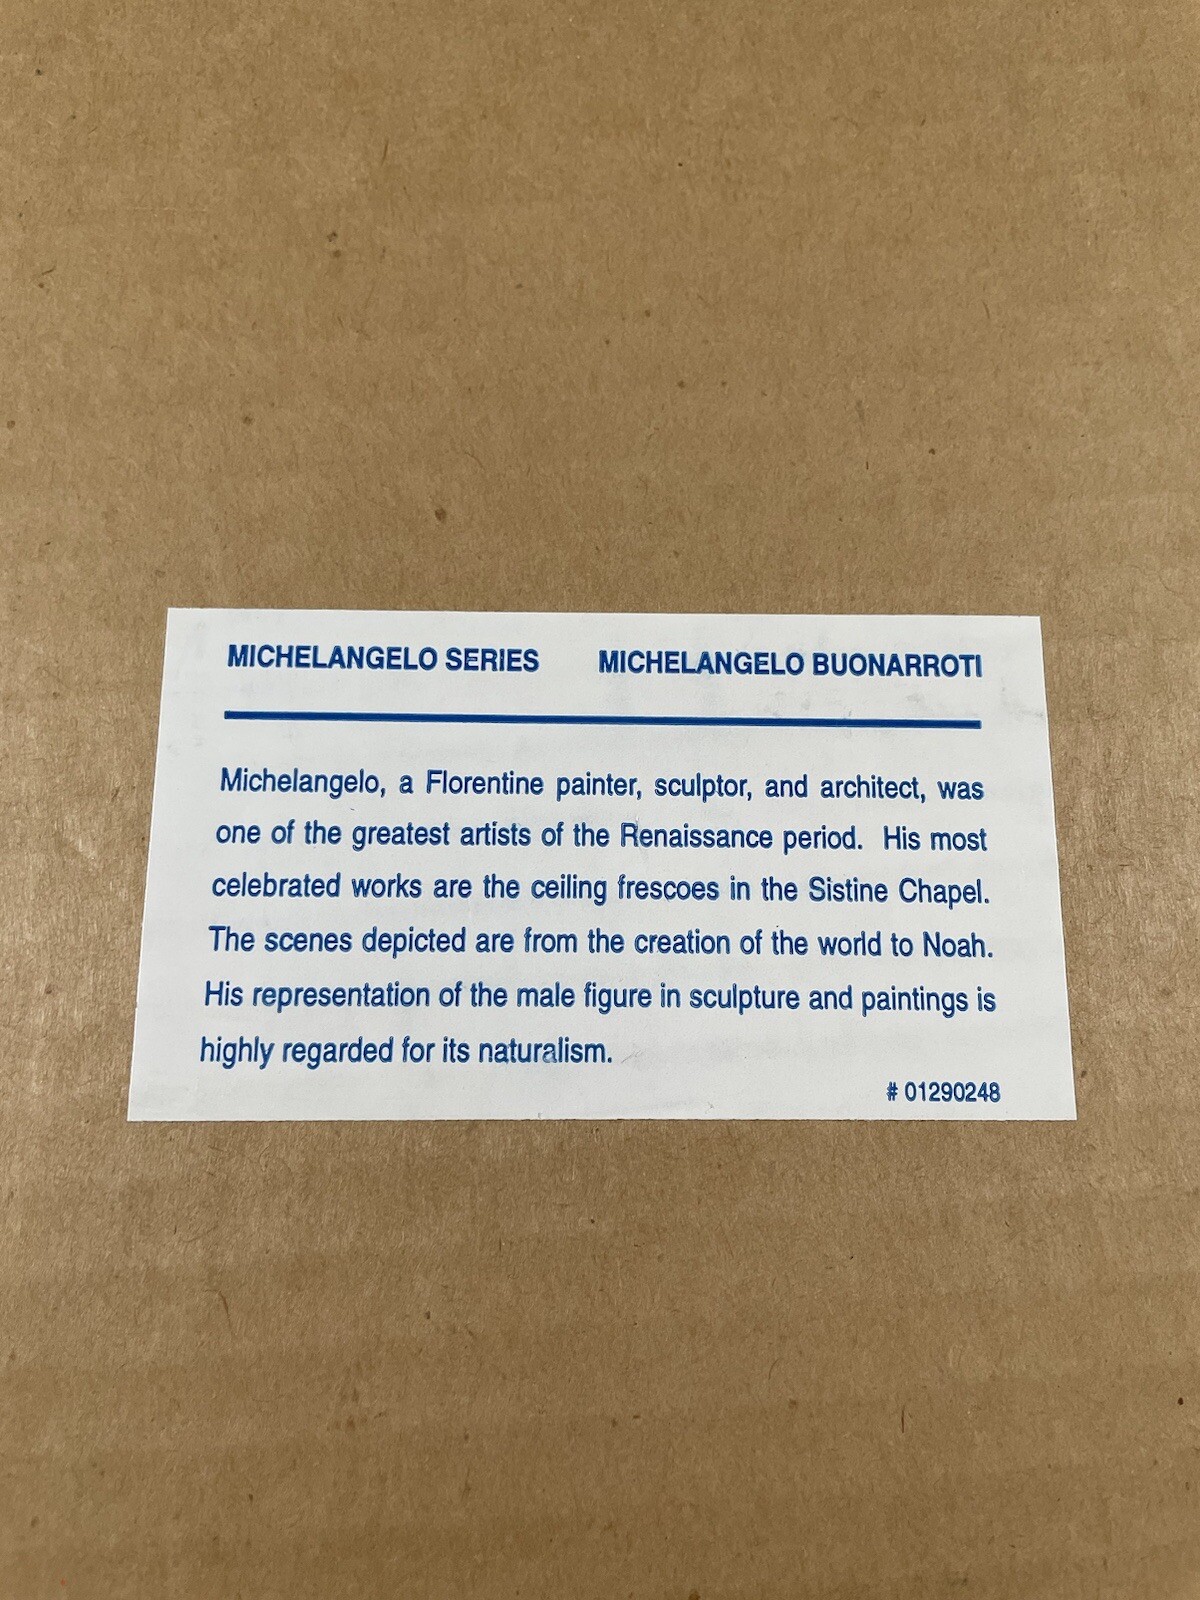 MICHELANGELO SERIES MICHELANGELO BUONARROTI
Michelangelo, a Florentine painter, sculptor, and architect, was
one of the greatest artists of the Renaissance period. His most
celebrated works are the ceiling frescoes in the Sistine Chapel.
The scenes depicted are from the creation of the world to Noah.
His representation of the male figure in sculpture and paintings is
highly regarded for its naturalism.
# 01290248